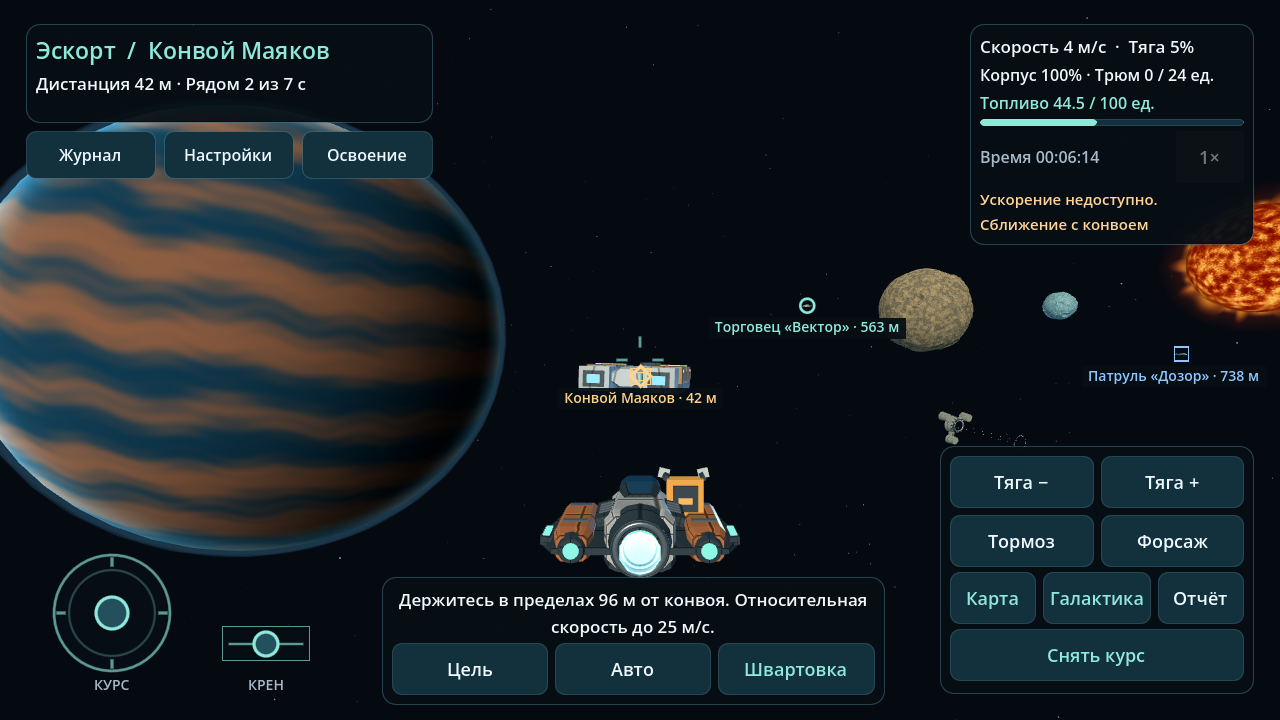 Эскорт / Конвой Маяков
Дистанция 42 м · Рядом 2 из 7 с
Журнал
Настройки
Освоение
Скорость 4 м/с · Тяга 5%
Корпус 100% · Трюм 0 / 24 ед.
Топливо 44.5 / 100 ед.
Время 00:06:14
1×
Ускорение недоступно.
Сближение с конвоем
Торговец «Вектор» · 563 м
Патруль «Дозор» · 738 м
Конвой Маяков · 42 м
Тяга −
Тяга +
Тормоз
Форсаж
Карта
Галактика
Отчёт
Снять курс
Держитесь в пределах 96 м от конвоя. Относительная
скорость до 25 м/с.
Цель
Авто
Швартовка
КУРС
КРЕН